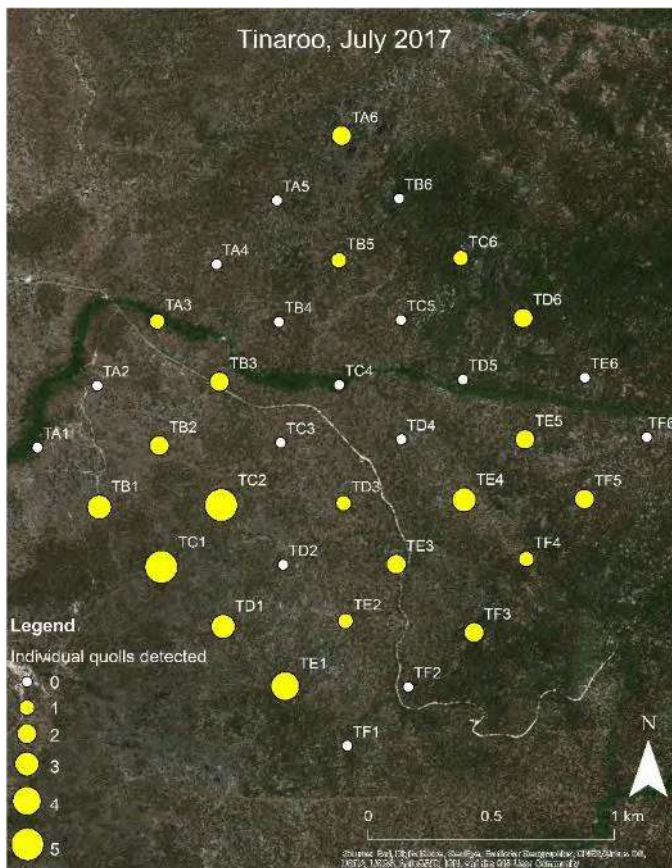 Tinaroo, July 2017
TA6
TA5
TB6
TB5
TC6
TA4
TD6
TA3
TB4
TC5
TB3
TA2
TC4
TD5
TE6
TA1
TB2
TC3
TD4
TE5
TF6
TB1
TC2
TD3
TE4
TF5
TC1
TD2
TE3
TF4
TD1
TE2
TF3
Legend
Individual quolls detected
TE1
TF2
0
1
2
3
4
5
TF1
N
0 0.5 1 km